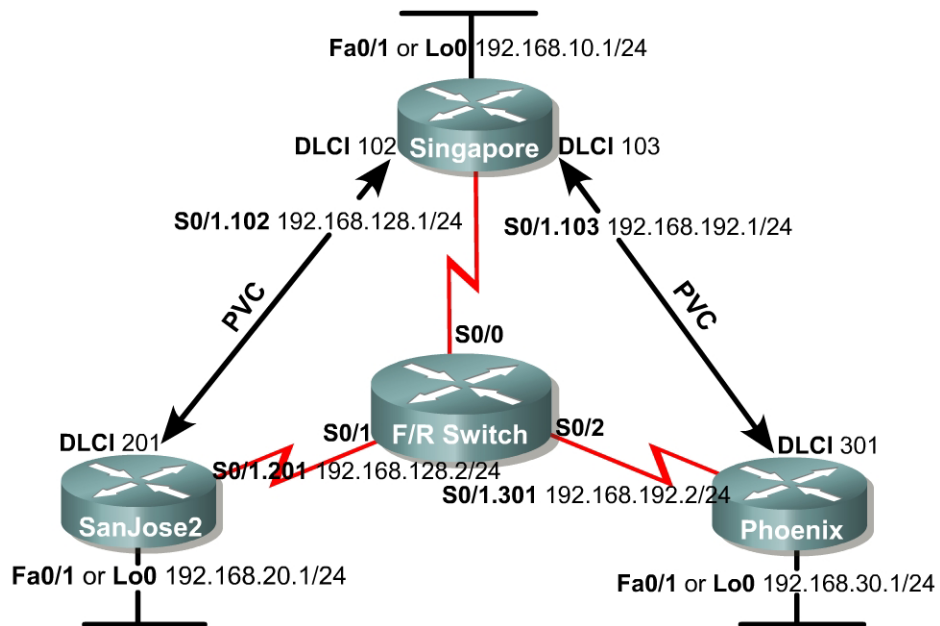 Fa0/1 or Lo0 192.168.10.1/24
DLCI 102
Singapore
DLCI 103
S0/1.102 192.168.128.1/24
S0/1.103 192.168.192.1/24
PVC
PVC
S0/0
F/R Switch
S0/1
S0/2
DLCI 201
DLCI 301
S0/1.201 192.168.128.2/24
S0/1.301 192.168.192.2/24
SanJose2
Phoenix
Fa0/1 or Lo0 192.168.20.1/24
Fa0/1 or Lo0 192.168.30.1/24